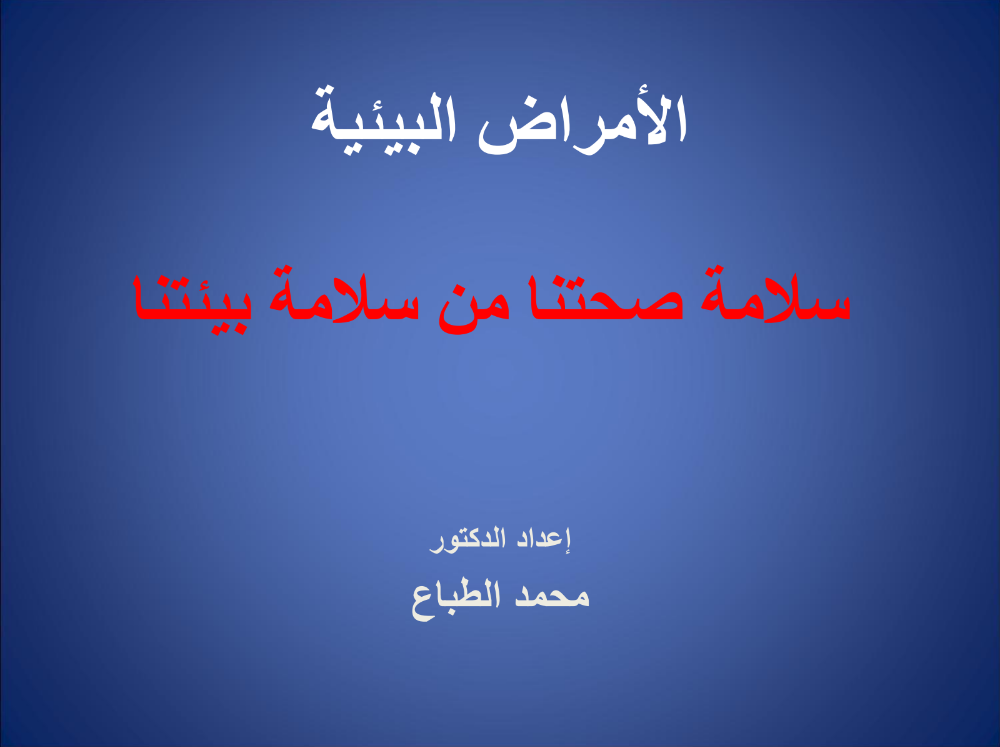 الأمراض البيئية
سلامة صحتنا من سلامة بيئتنا
إعداد الدكتور
محمد الطباع